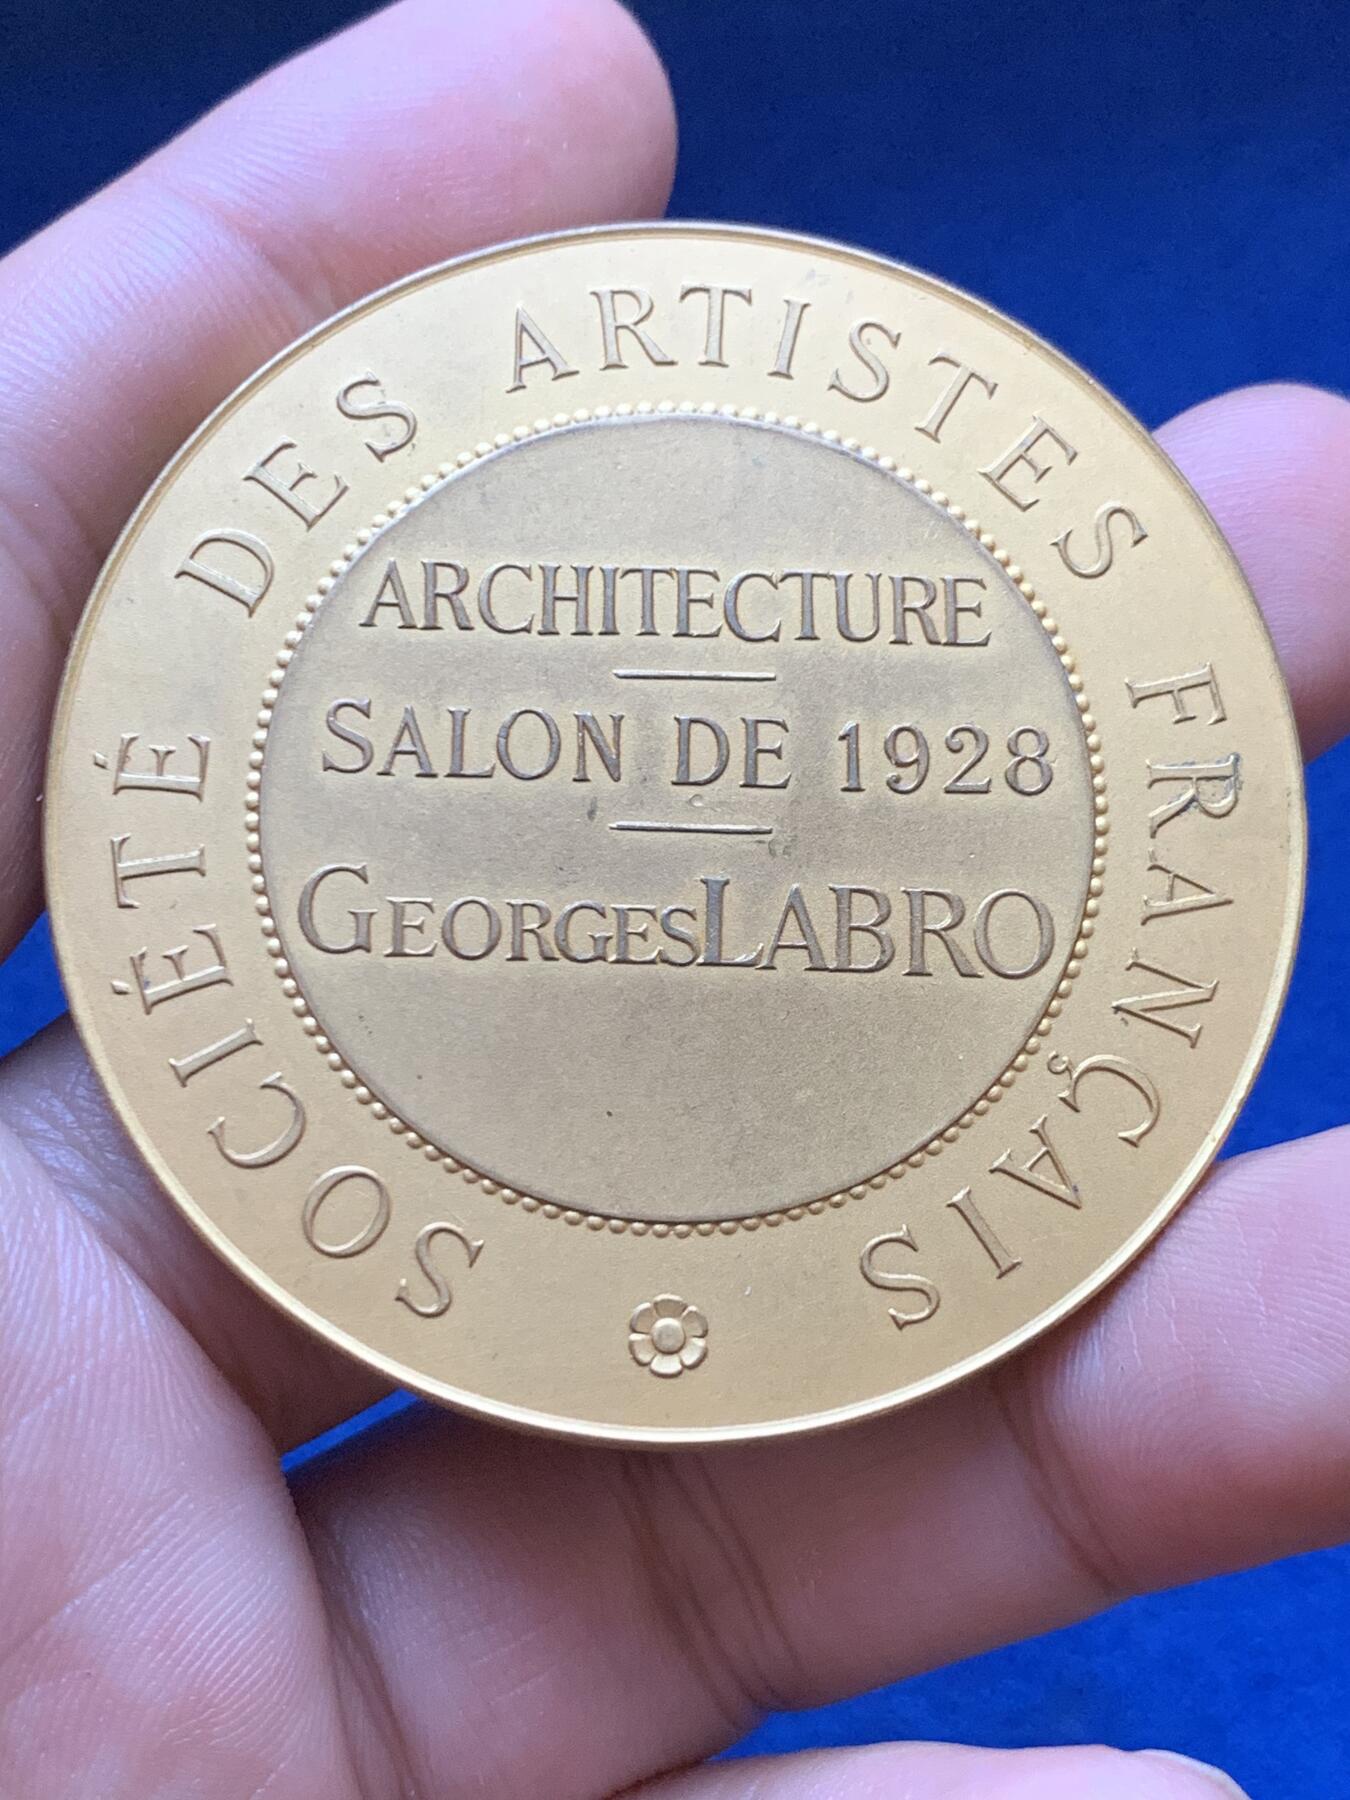 SOCIÉTÉ DES ARTISTES FRANÇAIS
ARCHITECTURE
SALON DE 1928
GEORGES LABRO